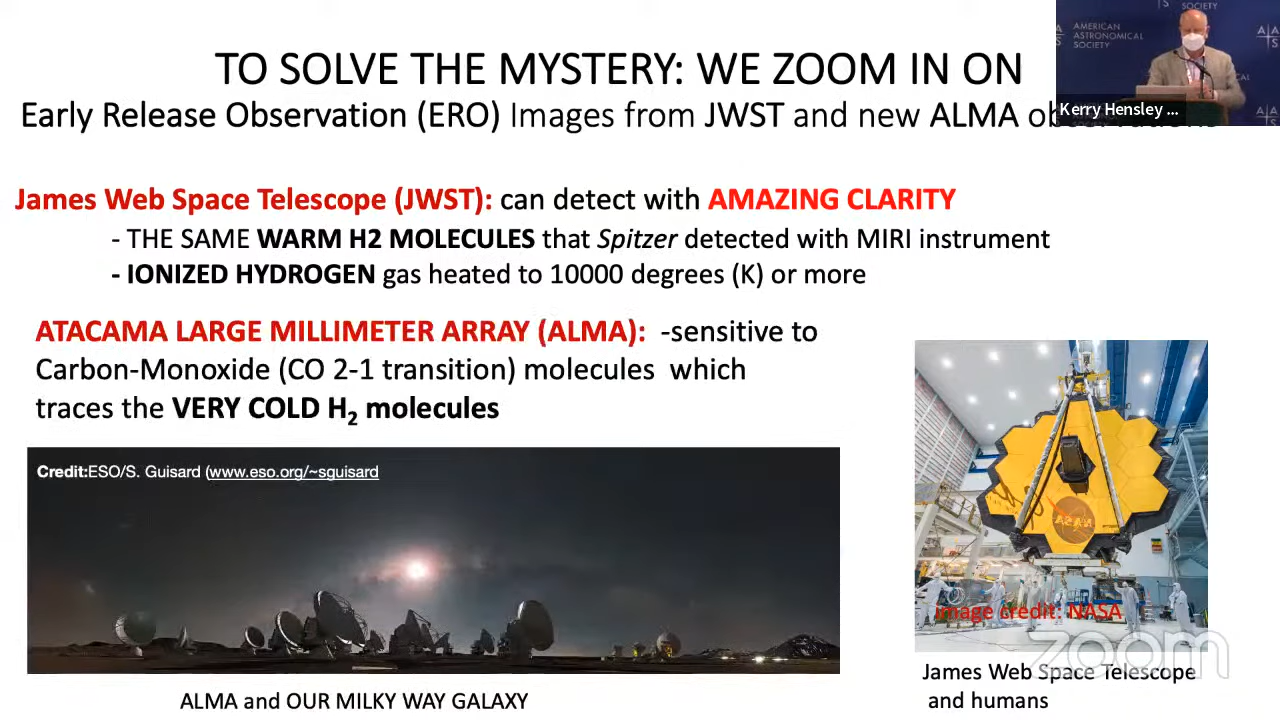 TO SOLVE THE MYSTERY: WE ZOOM IN ON
Early Release Observation (ERO) Images from JWST and new ALMA
AMERICAN
ASTRONOMICAL
SOCIETY
SOCIETY
Kerry Hensley ...
James Web Space Telescope (JWST): can detect with AMAZING CLARITY
- THE SAME WARM H2 MOLECULES that Spitzer detected with MIRI instrument
- IONIZED HYDROGEN gas heated to 10000 degrees (K) or more
ATACAMA LARGE MILLIMETER ARRAY (ALMA): -sensitive to
Carbon-Monoxide (CO 2-1 transition) molecules which
traces the VERY COLD H2 molecules
Credit:ESO/S. Guisard (www.eso.org/~sguisard
ALMA and OUR MILKY WAY GALAXY
NASA
image credit: NASA
zoom
James Web Space Telescope
and humans